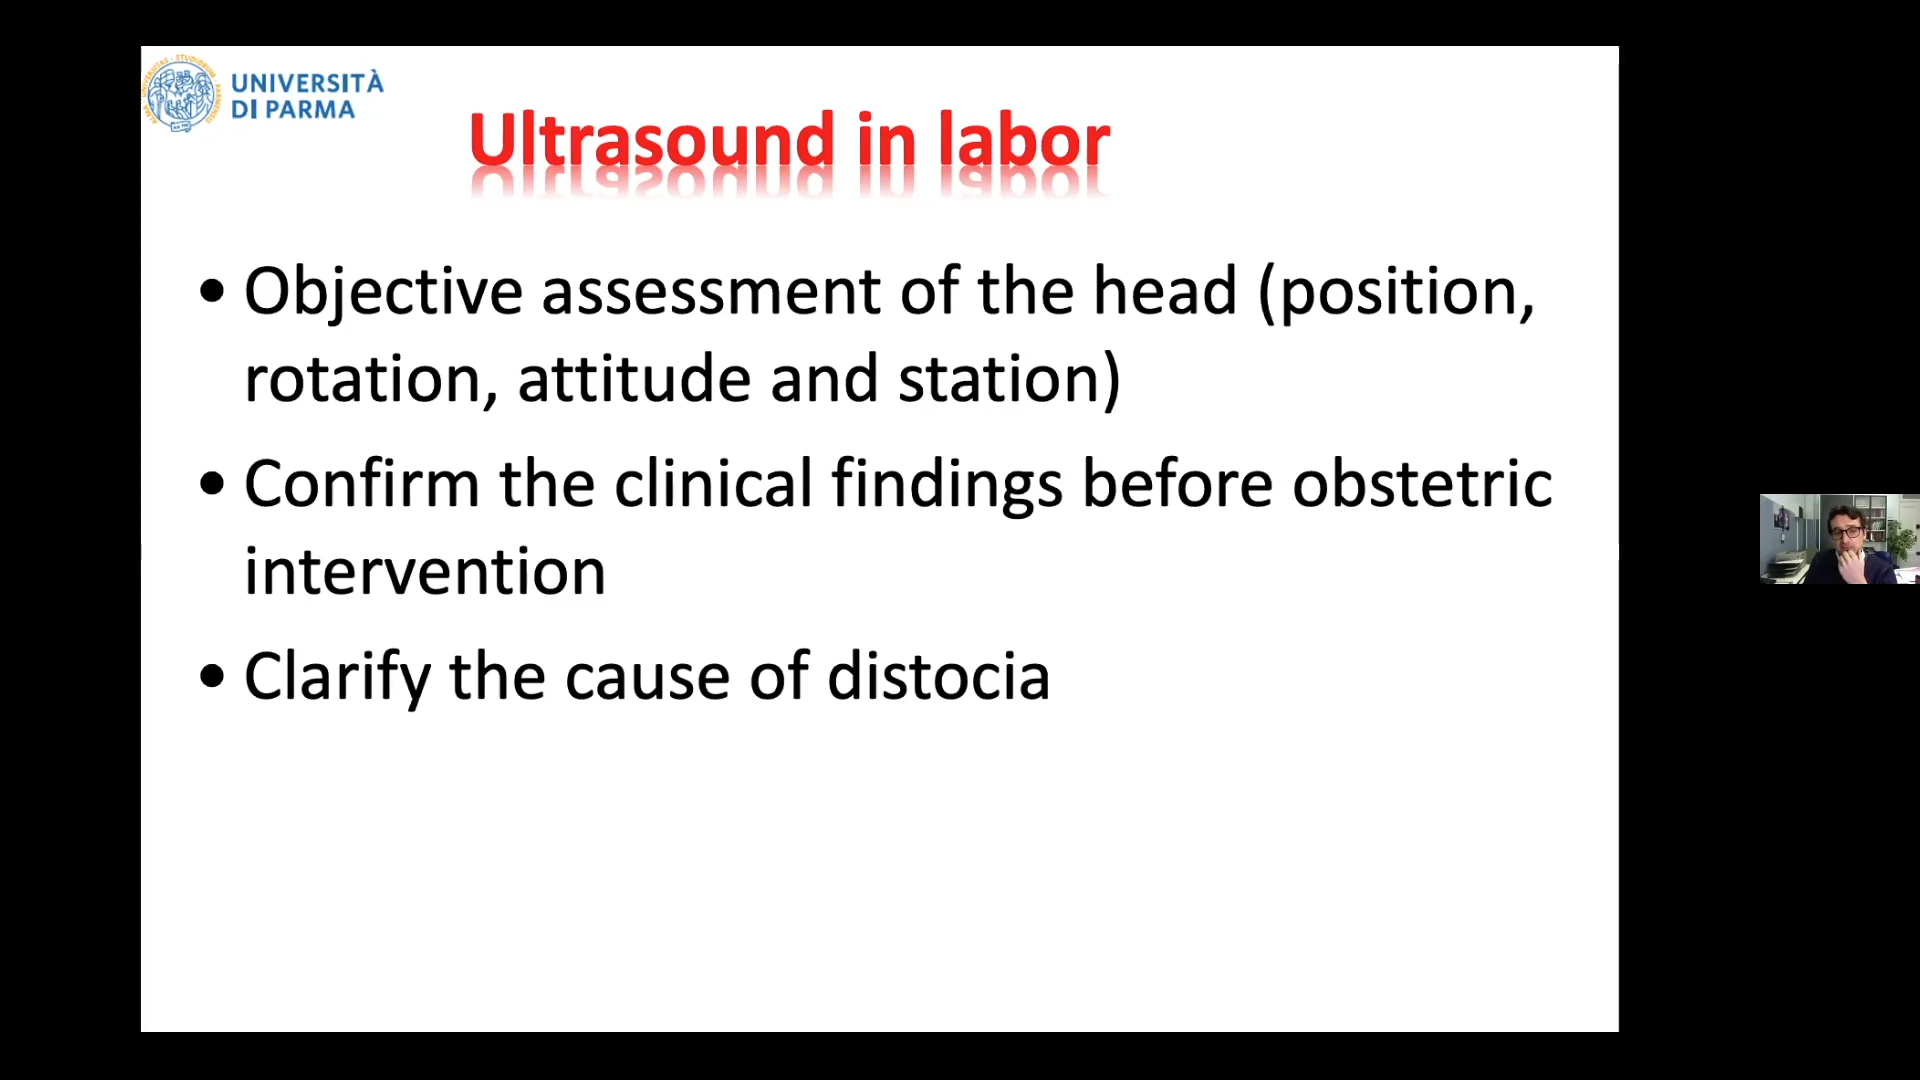 UNIVERSITÀ
DI PARMA
Ultrasound in labor
• Objective assessment of the head (position,
rotation, attitude and station)
• Confirm the clinical findings before obstetric
intervention
• Clarify the cause of distocia